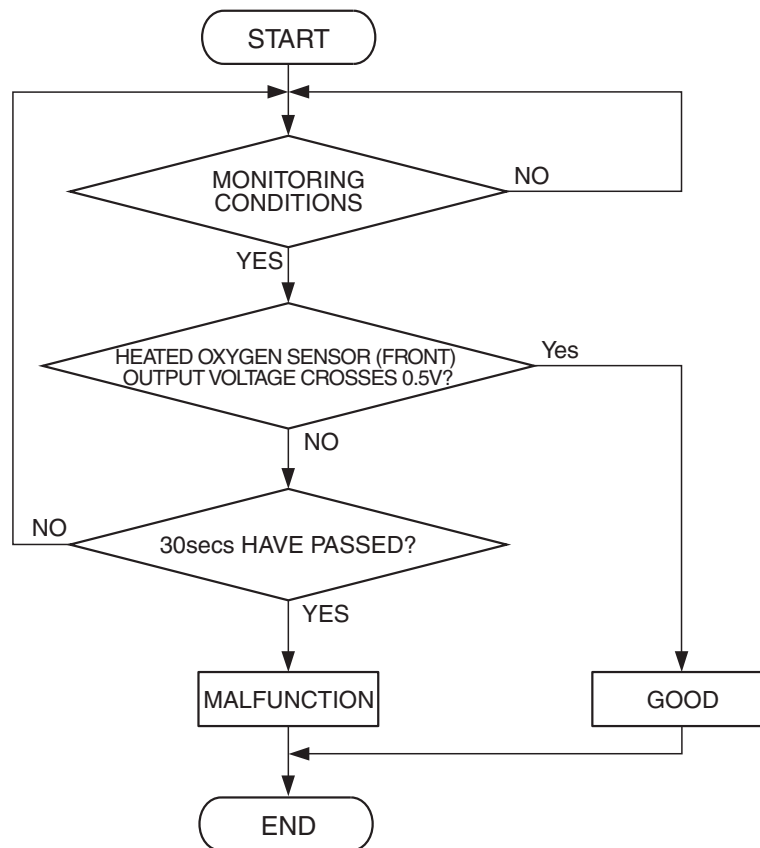 START
MONITORING
CONDITIONS
NO
YES
HEATED OXYGEN SENSOR (FRONT)
OUTPUT VOLTAGE CROSSES 0.5V?
Yes
NO
30secs HAVE PASSED?
NO
YES
MALFUNCTION
GOOD
END